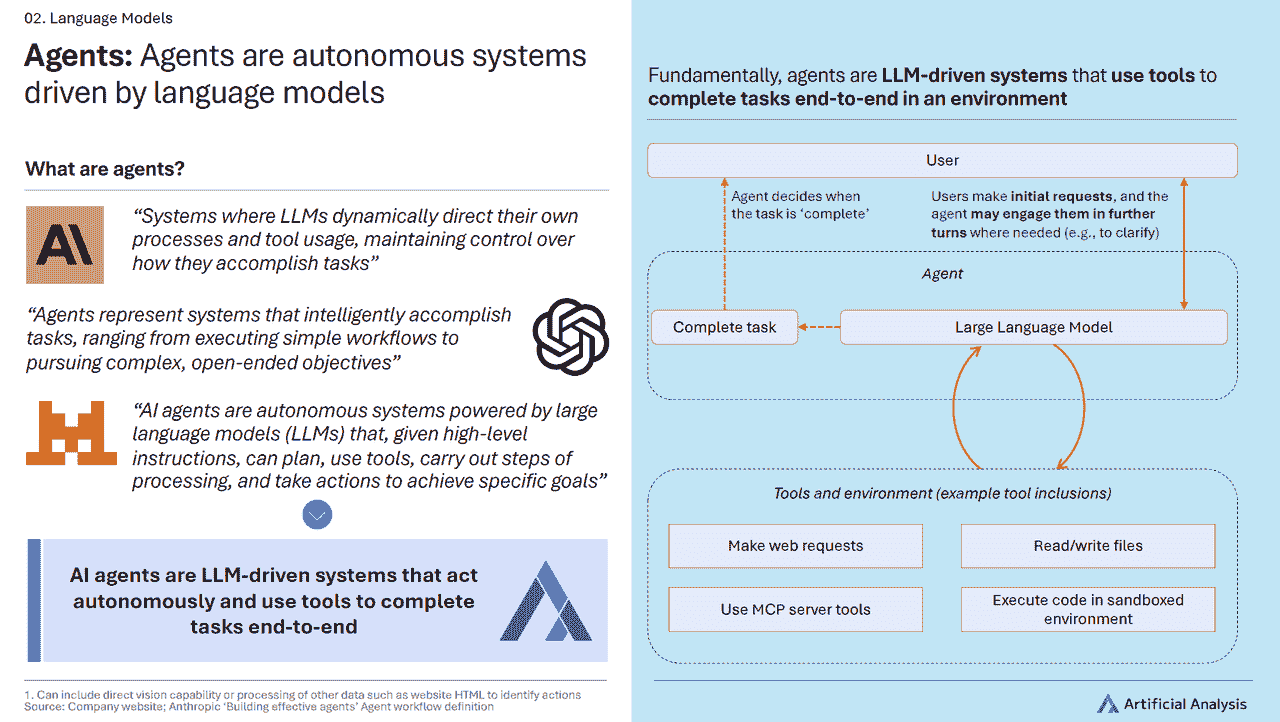 02. Language Models
Agents: Agents are autonomous systems
driven by language models
What are agents?
“Systems where LLMs dynamically direct their own
processes and tool usage, maintaining control over
how they accomplish tasks”
“Agents represent systems that intelligently accomplish
tasks, ranging from executing simple workflows to
pursuing complex, open-ended objectives”
“AI agents are autonomous systems powered by large
language models (LLMs) that, given high-level
instructions, can plan, use tools, carry out steps of
processing, and take actions to achieve specific goals”
AI agents are LLM-driven systems that act
autonomously and use tools to complete
tasks end-to-end
1. Can include direct vision capability or processing of other data such as website HTML to identify actions
Source: Company website; Anthropic ‘Building effective agents’ Agent workflow definition
Fundamentally, agents are LLM-driven systems that use tools to
complete tasks end-to-end in an environment
User
Agent decides when
the task is ‘complete’
Users make initial requests, and the
agent may engage them in further
turns where needed (e.g., to clarify)
Agent
Complete task
Large Language Model
Tools and environment (example tool inclusions)
Make web requests
Read/write files
Use MCP server tools
Execute code in sandboxed
environment
Artificial Analysis